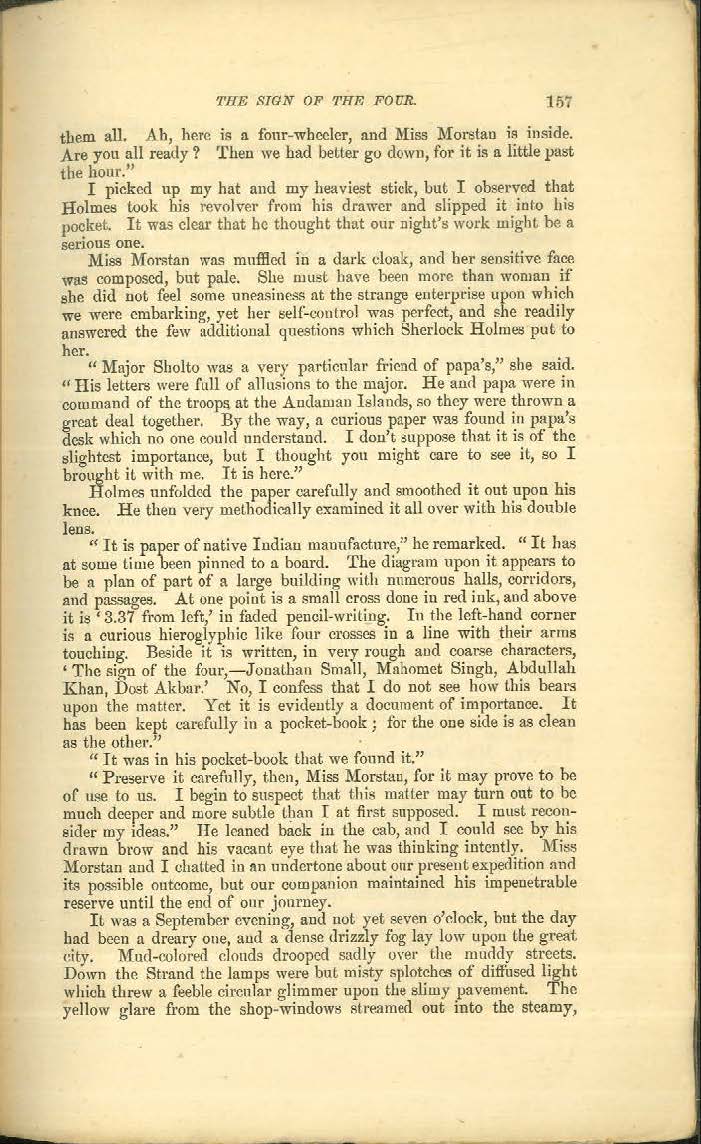 THE SIGN OF THE FOUR. 157
them all. Ah, here is a four-wheeler, and Miss Morstan is inside.
Are you all ready? Then we had better go down, for it is a little past
the hour."
I picked up my hat and my heaviest stick, but I observed that
Holmes took his revolver from his drawer and slipped it into his
pocket. It was clear that he thought that our night's work might be a
serious one.
Miss Morstan was muffled in a dark cloak, and her sensitive face
was composed, but pale. She must have been more than woman if
she did not feel some uneasiness at the strange enterprise upon which
we were embarking, yet her self-control was perfect, and she readily
answered the few additional questions which Sherlock Holmes put to
her.
"Major Sholto was a very particular friend of papa's," she said.
"His letters were full of allusions to the major. He and papa were in
command of the troops at the Andaman Islands, so they were thrown a
great deal together. By the way, a curious paper was found in papa's
desk which no one could understand. I don't suppose that it is of the
slightest importance, but I thought you might care to see it, so I
brought it with me. It is here."
Holmes unfolded the paper carefully and smoothed it out upon his
knee. He then very methodically examined it all over with his double
lens.
"It is paper of native Indian manufacture," he remarked. "It has
at some time been pinned to a board. The diagram upon it appears to
be a plan of part of a large building with numerous halls, corridors,
and passages. At one point is a small cross done in red ink, and above
it is '3.37 from left,' in faded pencil-writing. In the left-hand corner
is a curious hieroglyphic like four crosses in a line with their arms
touching. Beside it is written, in very rough and coarse characters,
'The sign of the four,—Jonathan Small, Mahomet Singh, Abdullah
Khan, Dost Akbar.' No, I confess that I do not see how this bears
upon the matter. Yet it is evidently a document of importance. It
has been kept carefully in a pocket-book; for the one side is as clean
as the other."
"It was in his pocket-book that we found it."
"Preserve it carefully, then, Miss Morstan, for it may prove to be
of use to us. I begin to suspect that this matter may turn out to be
much deeper and more subtle than I at first supposed. I must recon-
sider my ideas." He leaned back in the cab, and I could see by his
drawn brow and his vacant eye that he was thinking intently. Miss
Morstan and I chatted in an undertone about our present expedition and
its possible outcome, but our companion maintained his impenetrable
reserve until the end of our journey.
It was a September evening, and not yet seven o'clock, but the day
had been a dreary one, and a dense drizzly fog lay low upon the great
city. Mud-colored clouds drooped sadly over the muddy streets.
Down the Strand the lamps were but misty splotches of diffused light
which threw a feeble circular glimmer upon the slimy pavement. The
yellow glare from the shop-windows streamed out into the steamy,